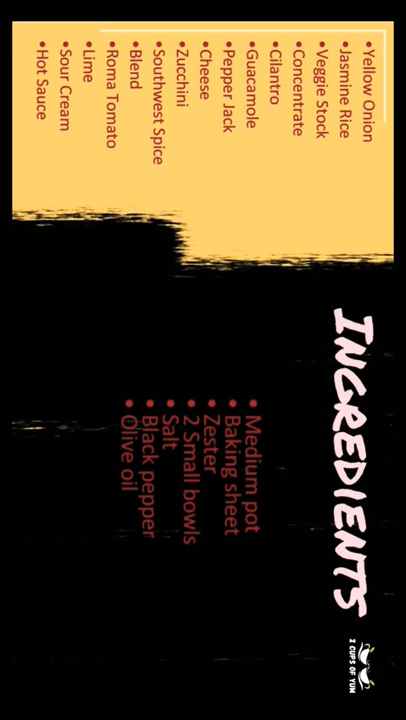 • Yellow Onion
• Jasmine Rice
• Veggie Stock
• Concentrate
• Cilantro
• Guacamole
• Pepper Jack
• Cheese
• Zucchini
• Southwest Spice
• Blend
• Roma Tomato
• Lime
• Sour Cream
• Hot Sauce
INGREDIENTS
• Medium pot
• Baking sheet
• Zester
• 2 Small bowls
• Salt
• Black pepper
• Olive oil
2 CUPS OF YUM